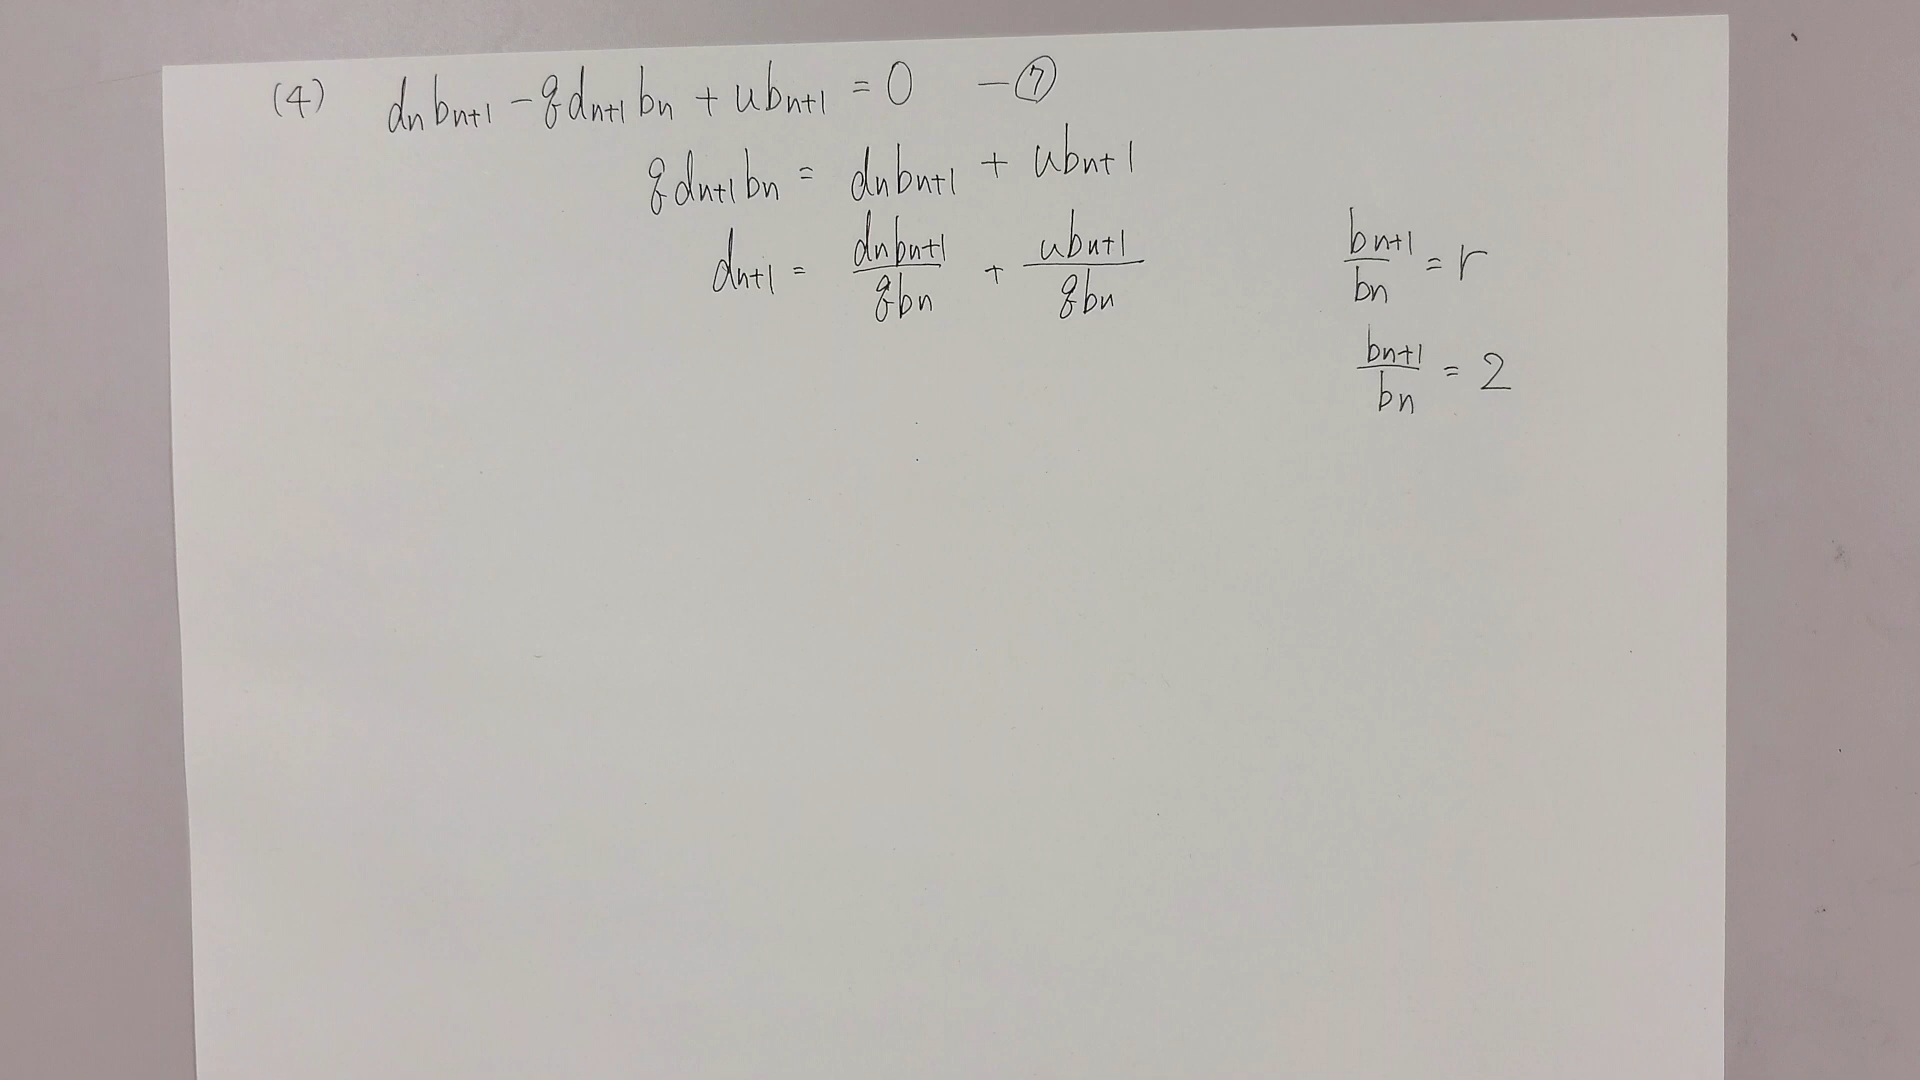 (4) dn bn+1 - q dn+1 bn + u bn+1 = 0 - ⑦
q dn+1 bn = dn bn+1 + u bn+1
dn+1 = dn bn+1 / q bn + u bn+1 / q bn
bn+1 / bn = r
bn+1 / bn = 2